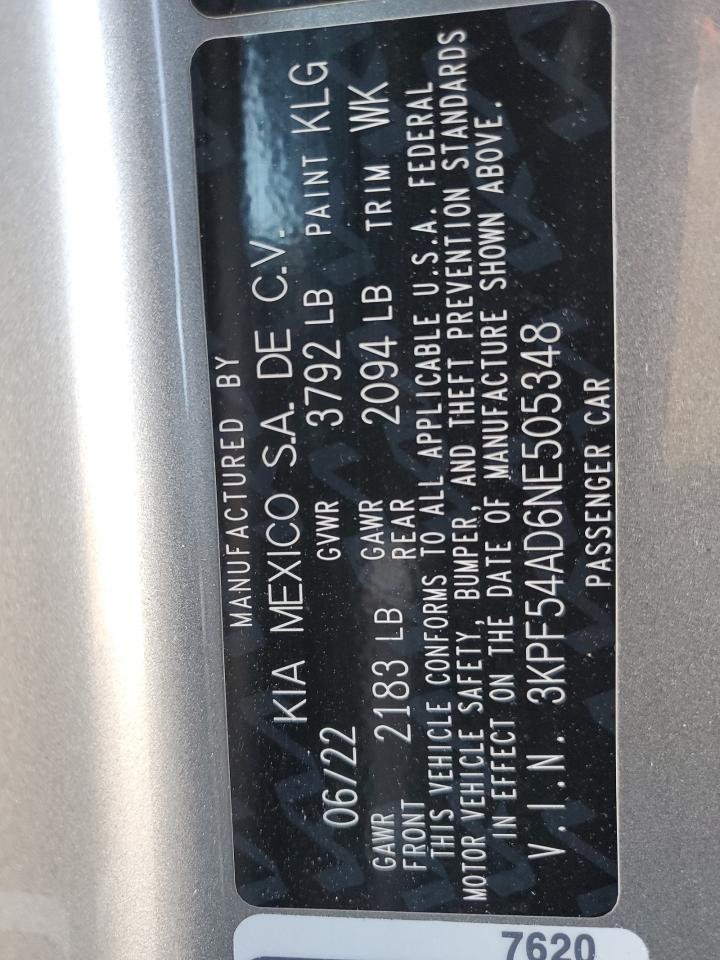 MANUFACTURED BY
KIA MEXICO S.A. DE C.V.
06/22 GVWR 3792 LB PAINT KLG
GAWR FRONT 2183 LB GAWR REAR 2094 LB TRIM WK
THIS VEHICLE CONFORMS TO ALL APPLICABLE U.S.A. FEDERAL
MOTOR VEHICLE SAFETY, BUMPER, AND THEFT PREVENTION STANDARDS
IN EFFECT ON THE DATE OF MANUFACTURE SHOWN ABOVE.
V.I.N. 3KPF54AD6NE505348
PASSENGER CAR
7620